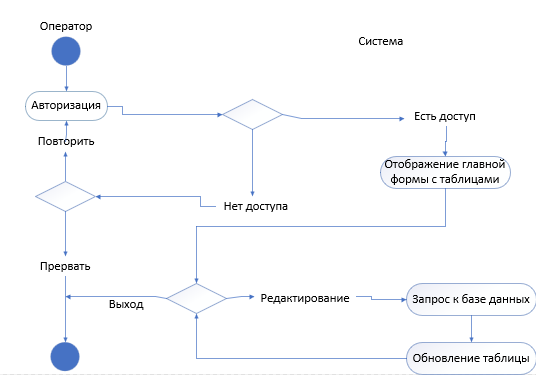 Оператор
Система
Авторизация
Есть доступ
Повторить
Отображение главной
формы с таблицами
Нет доступа
Прервать
Выход
Редактирование
Запрос к базе данных
Обновление таблицы